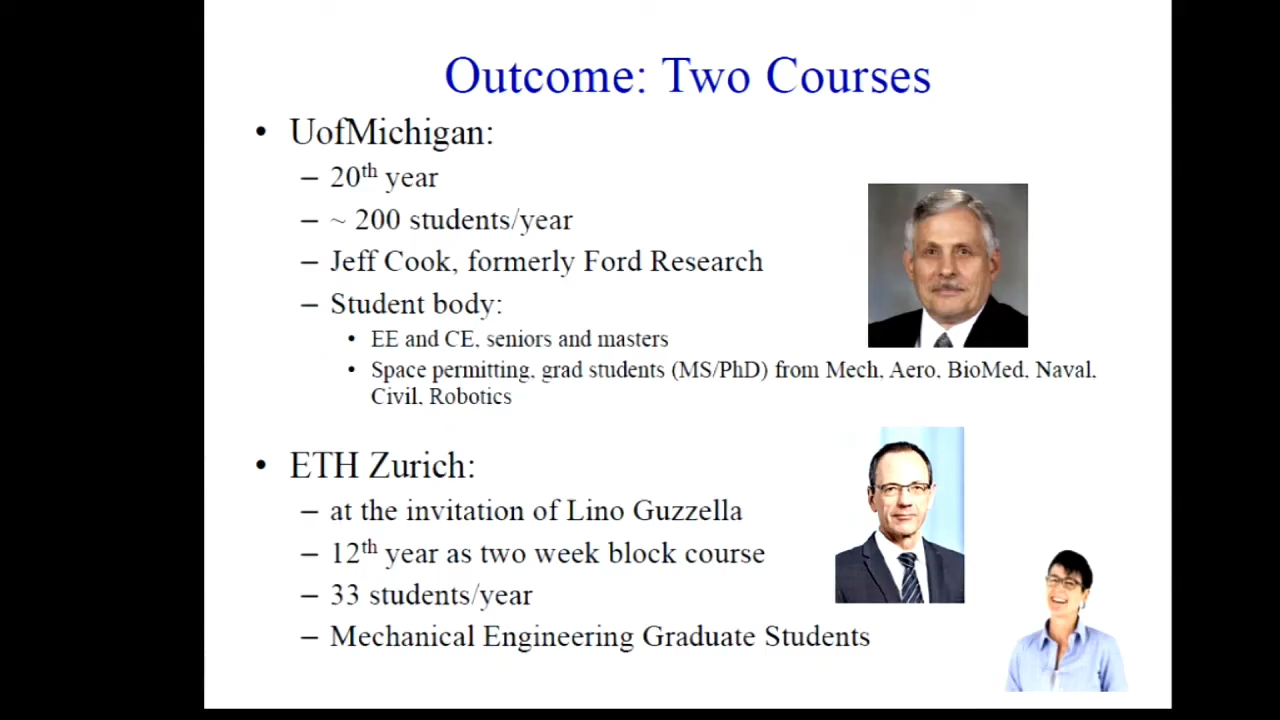 Outcome: Two Courses
• UofMichigan:
– 20th year
– ~ 200 students/year
– Jeff Cook, formerly Ford Research
– Student body:
• EE and CE, seniors and masters
• Space permitting, grad students (MS/PhD) from Mech, Aero, BioMed, Naval,
Civil, Robotics
• ETH Zurich:
– at the invitation of Lino Guzzella
– 12th year as two week block course
– 33 students/year
– Mechanical Engineering Graduate Students